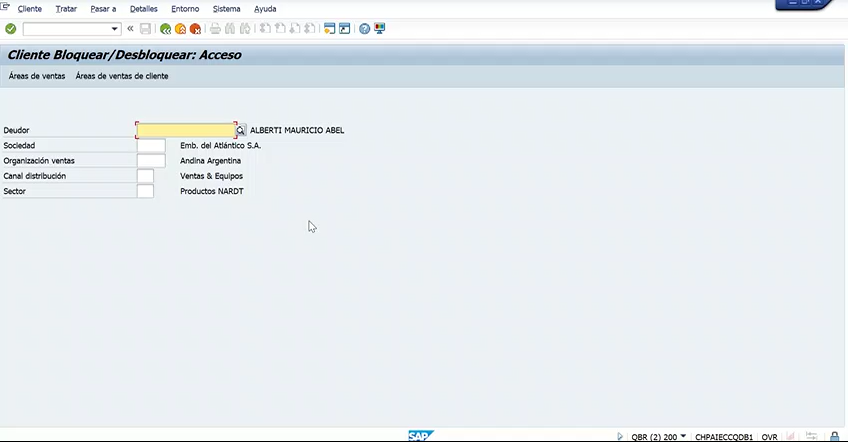 Cliente Tratar Pasar a Detalles Entorno Sistema Ayuda
Cliente Bloquear/Desbloquear: Acceso
Áreas de ventas Áreas de ventas de cliente
Deudor ALBERTI MAURICIO ABEL
Sociedad Emb. del Atlántico S.A.
Organización ventas Andina Argentina
Canal distribución Ventas & Equipos
Sector Productos NARDT
SAP QBR (2) 200 CHPAIECCQDB1 OVR